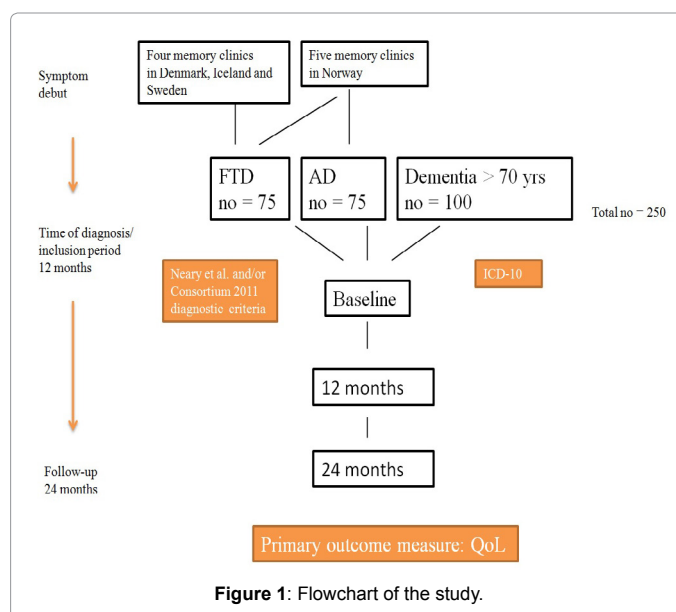 Four memory clinics
in Denmark, Iceland and
Sweden
Five memory clinics
in Norway
Symptom
debut
FTD
no = 75
AD
no = 75
Dementia > 70 yrs
no = 100
Total no = 250
Time of diagnosis/
inclusion period
12 months
Neary et al. and/or
Consortium 2011
diagnostic criteria
ICD-10
Baseline
12 months
24 months
Follow-up
24 months
Primary outcome measure: QoL
Figure 1: Flowchart of the study.